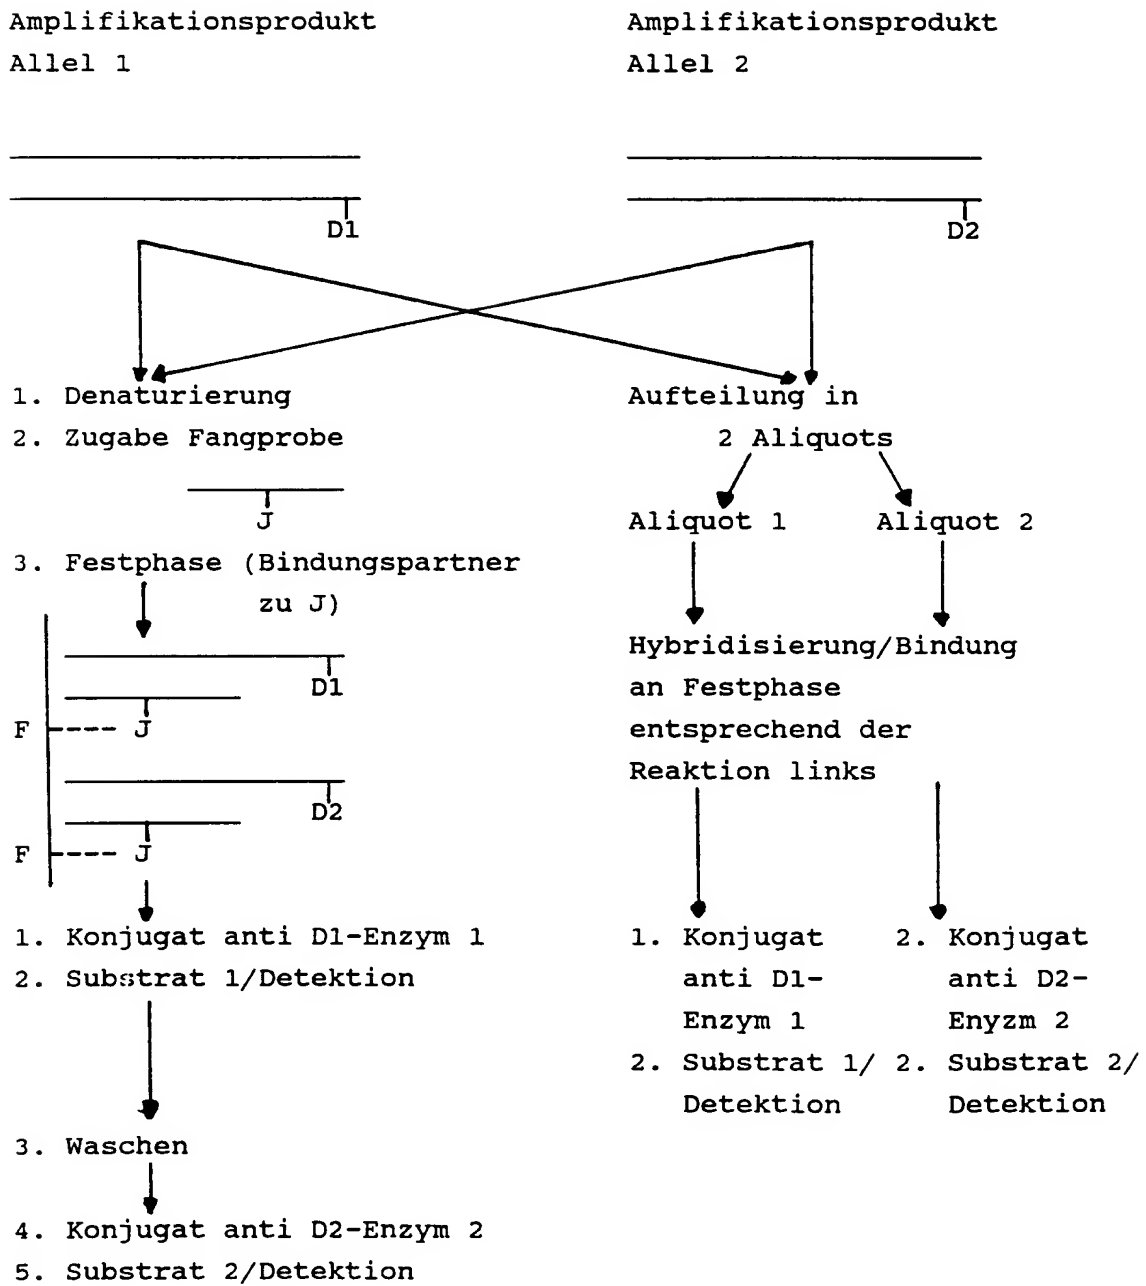 Amplifikationsprodukt
Allel 1
Amplifikationsprodukt
Allel 2
D1
D2
1. Denaturierung
2. Zugabe Fangprobe
J
3. Festphase (Bindungspartner
zu J)
D1
F ---- J
D2
F ---- J
1. Konjugat anti D1-Enzym 1
2. Substrat 1/Detektion
3. Waschen
4. Konjugat anti D2-Enzym 2
5. Substrat 2/Detektion
Aufteilung in
2 Aliquots
Aliquot 1
Aliquot 2
Hybridisierung/Bindung
an Festphase
entsprechend der
Reaktion links
1. Konjugat
anti D1-
Enzym 1
2. Substrat 1/
Detektion
2. Konjugat
anti D2-
Enyzm 2
2. Substrat 2/
Detektion